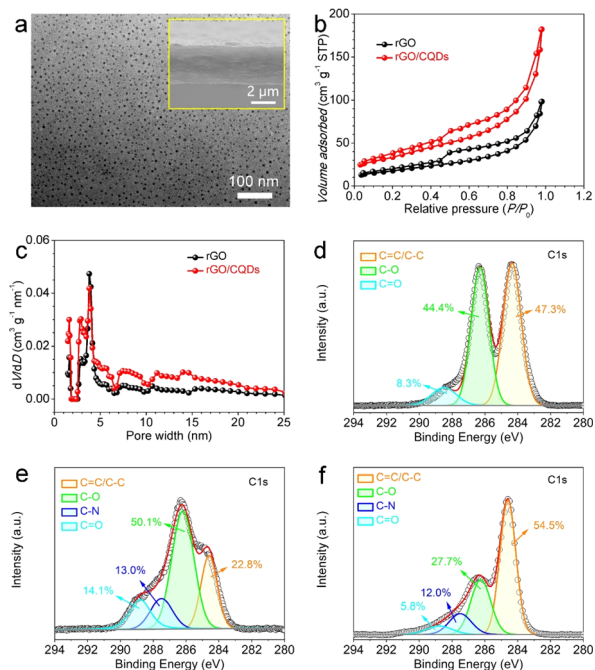 a
2 μm
100 nm
b
Volume adsorbed (cm³ g⁻¹ STP)
200
150
100
50
0
rGO
rGO/CQDs
0.0 0.2 0.4 0.6 0.8 1.0 1.2
Relative pressure (P/P₀)
c
dV/dD (cm³ g⁻¹ nm⁻¹)
0.06
0.04
0.02
0.00
rGO
rGO/CQDs
0 5 10 15 20 25
Pore width (nm)
d
Intensity (a.u.)
C=C/C-C
C-O
C=O
C1s
44.4%
47.3%
8.3%
294 292 290 288 286 284 282 280
Binding Energy (eV)
e
Intensity (a.u.)
C=C/C-C
C-O
C-N
C=O
C1s
50.1%
13.0%
22.8%
14.1%
294 292 290 288 286 284 282 280
Binding Energy (eV)
f
Intensity (a.u.)
C=C/C-C
C-O
C-N
C=O
C1s
54.5%
27.7%
12.0%
5.8%
294 292 290 288 286 284 282 280
Binding Energy (eV)